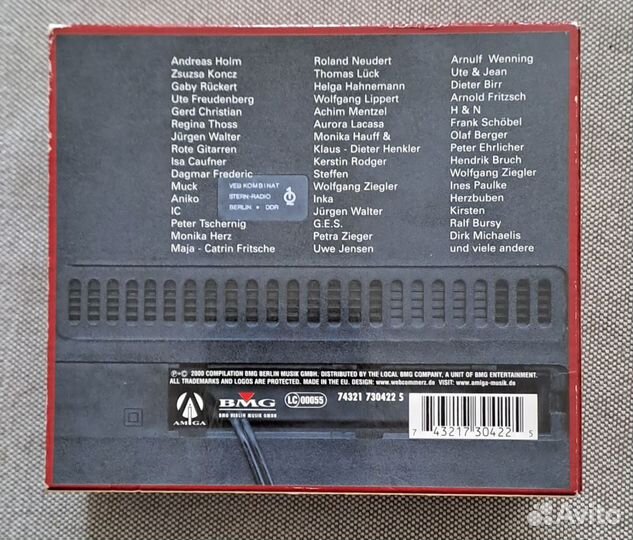 Andreas Holm
Zsuzsa Koncz
Gaby Rückert
Ute Freudenberg
Gerd Christian
Regina Thoss
Jürgen Walter
Rote Gitarren
Isa Caufner
Dagmar Frederic
Muck
Aniko
IC
Peter Tschernig
Monika Herz
Maja - Catrin Fritsche
Roland Neudert
Thomas Lück
Helga Hahnemann
Wolfgang Lippert
Achim Mentzel
Aurora Lacasa
Monika Hauff &
Klaus - Dieter Henkler
Kerstin Rodger
Steffen
Wolfgang Ziegler
Inka
Jürgen Walter
G.E.S.
Petra Zieger
Uwe Jensen
Arnulf Wenning
Ute & Jean
Dieter Birr
Arnold Fritzsch
H & N
Frank Schöbel
Olaf Berger
Peter Ehrlicher
Hendrik Bruch
Wolfgang Ziegler
Ines Paulke
Herzbuben
Kirsten
Ralf Bursy
Dirk Michaelis
und viele andere
VEB KOMBINAT
STERN-RADIO
BERLIN • DDR
℗+© 2000 COMPILATION BMG BERLIN MUSIK GMBH. DISTRIBUTED BY THE LOCAL BMG COMPANY, A UNIT OF BMG ENTERTAINMENT.
ALL TRADEMARKS AND LOGOS ARE PROTECTED. MADE IN THE EU. DESIGN: www.webcommerz.de VISIT: www.amiga-musik.de
AMIGA
BMG
BMG BERLIN MUSIK GMBH
LC 00055
74321 730422 5
7 43217 30422 5
Avito